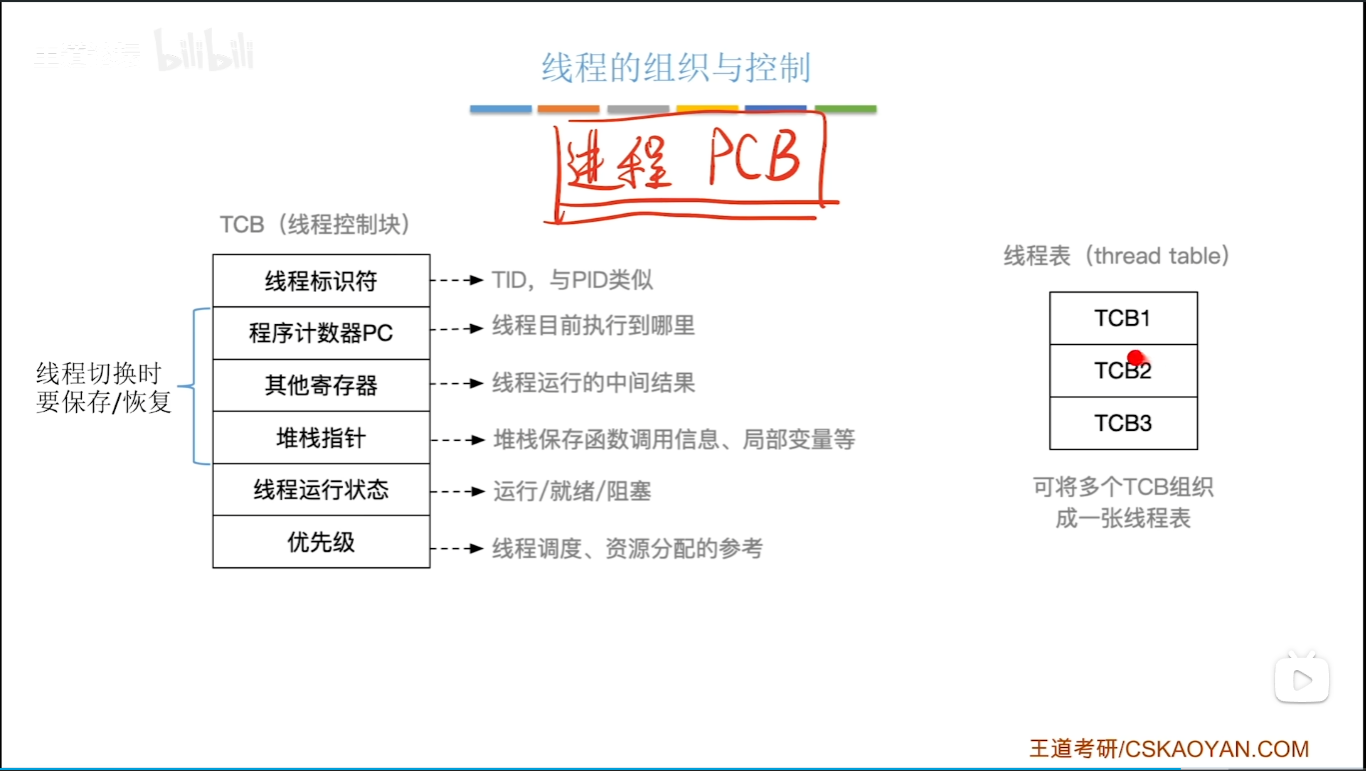 bilibili
线程的组织与控制
进程 PCB
TCB（线程控制块）
线程标识符
TID，与PID类似
程序计数器PC
线程目前执行到哪里
其他寄存器
线程运行的中间结果
堆栈指针
堆栈保存函数调用信息、局部变量等
线程运行状态
运行/就绪/阻塞
优先级
线程调度、资源分配的参考
线程切换时
要保存/恢复
线程表（thread table）
TCB1
TCB2
TCB3
可将多个TCB组织
成一张线程表
王道考研/CSKAOYAN.COM